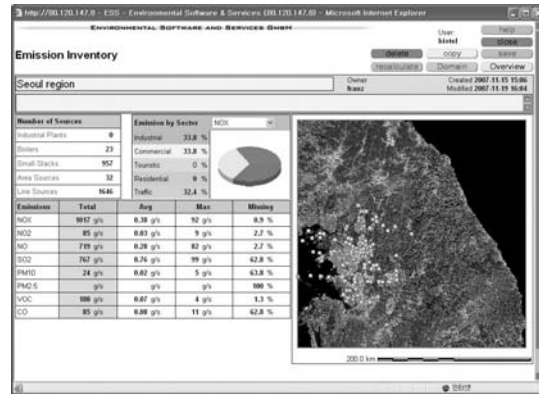 http://80.120.147.8 - ESS - Environmental Software & Services (80.120.147.8) - Microsoft Internet Explorer
ENVIRONMENTAL SOFTWARE AND SERVICES GMBH
User:
help
Emission Inventory
close
delete
copy
save
recalculate
Domain
Overview
Seoul region
Owner
franz
Created 2007-11-15 15:06
Modified 2007-11-19 16:04
Number of Sources
Industrial Plants 0
Boilers 23
Small Stacks 957
Area Sources 32
Line Sources 1646
Emission by Sector NOX
Industrial 33.8 %
Commercial 33.8 %
Touristic 0 %
Residential 0 %
Traffic 32.4 %
Emissions Total Avg Max Missing
NOX 1017 g/s 0.38 g/s 92 g/s 0.9 %
NO2 85 g/s 0.03 g/s 9 g/s 2.7 %
NO 719 g/s 0.28 g/s 82 g/s 2.7 %
SO2 767 g/s 0.76 g/s 99 g/s 62.8 %
PM10 24 g/s 0.02 g/s 5 g/s 63.8 %
PM2.5 g/s g/s g/s 100 %
VOC 180 g/s 0.07 g/s 4 g/s 1.3 %
CO 85 g/s 0.08 g/s 11 g/s 62.8 %
200.0 km
인터넷